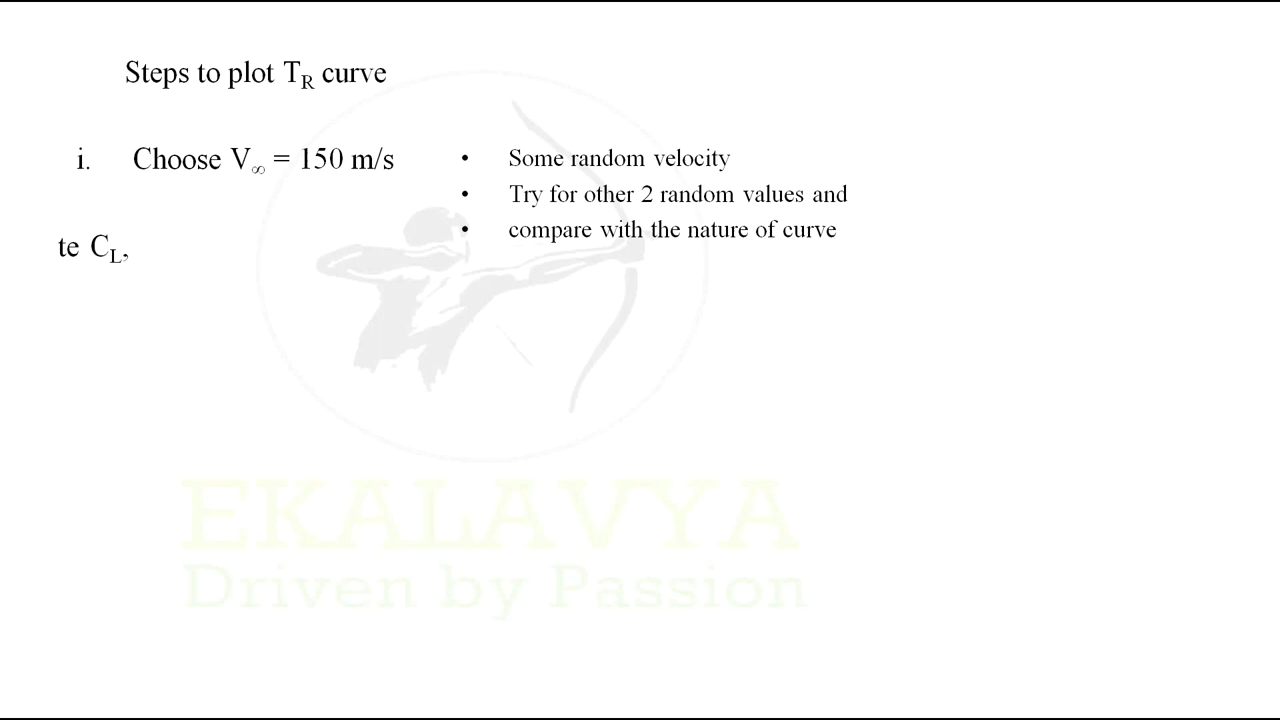 Steps to plot T_R curve
i. Choose V_∞ = 150 m/s
• Some random velocity
• Try for other 2 random values and
• compare with the nature of curve
te C_L,
EKALAVYA
Driven by Passion